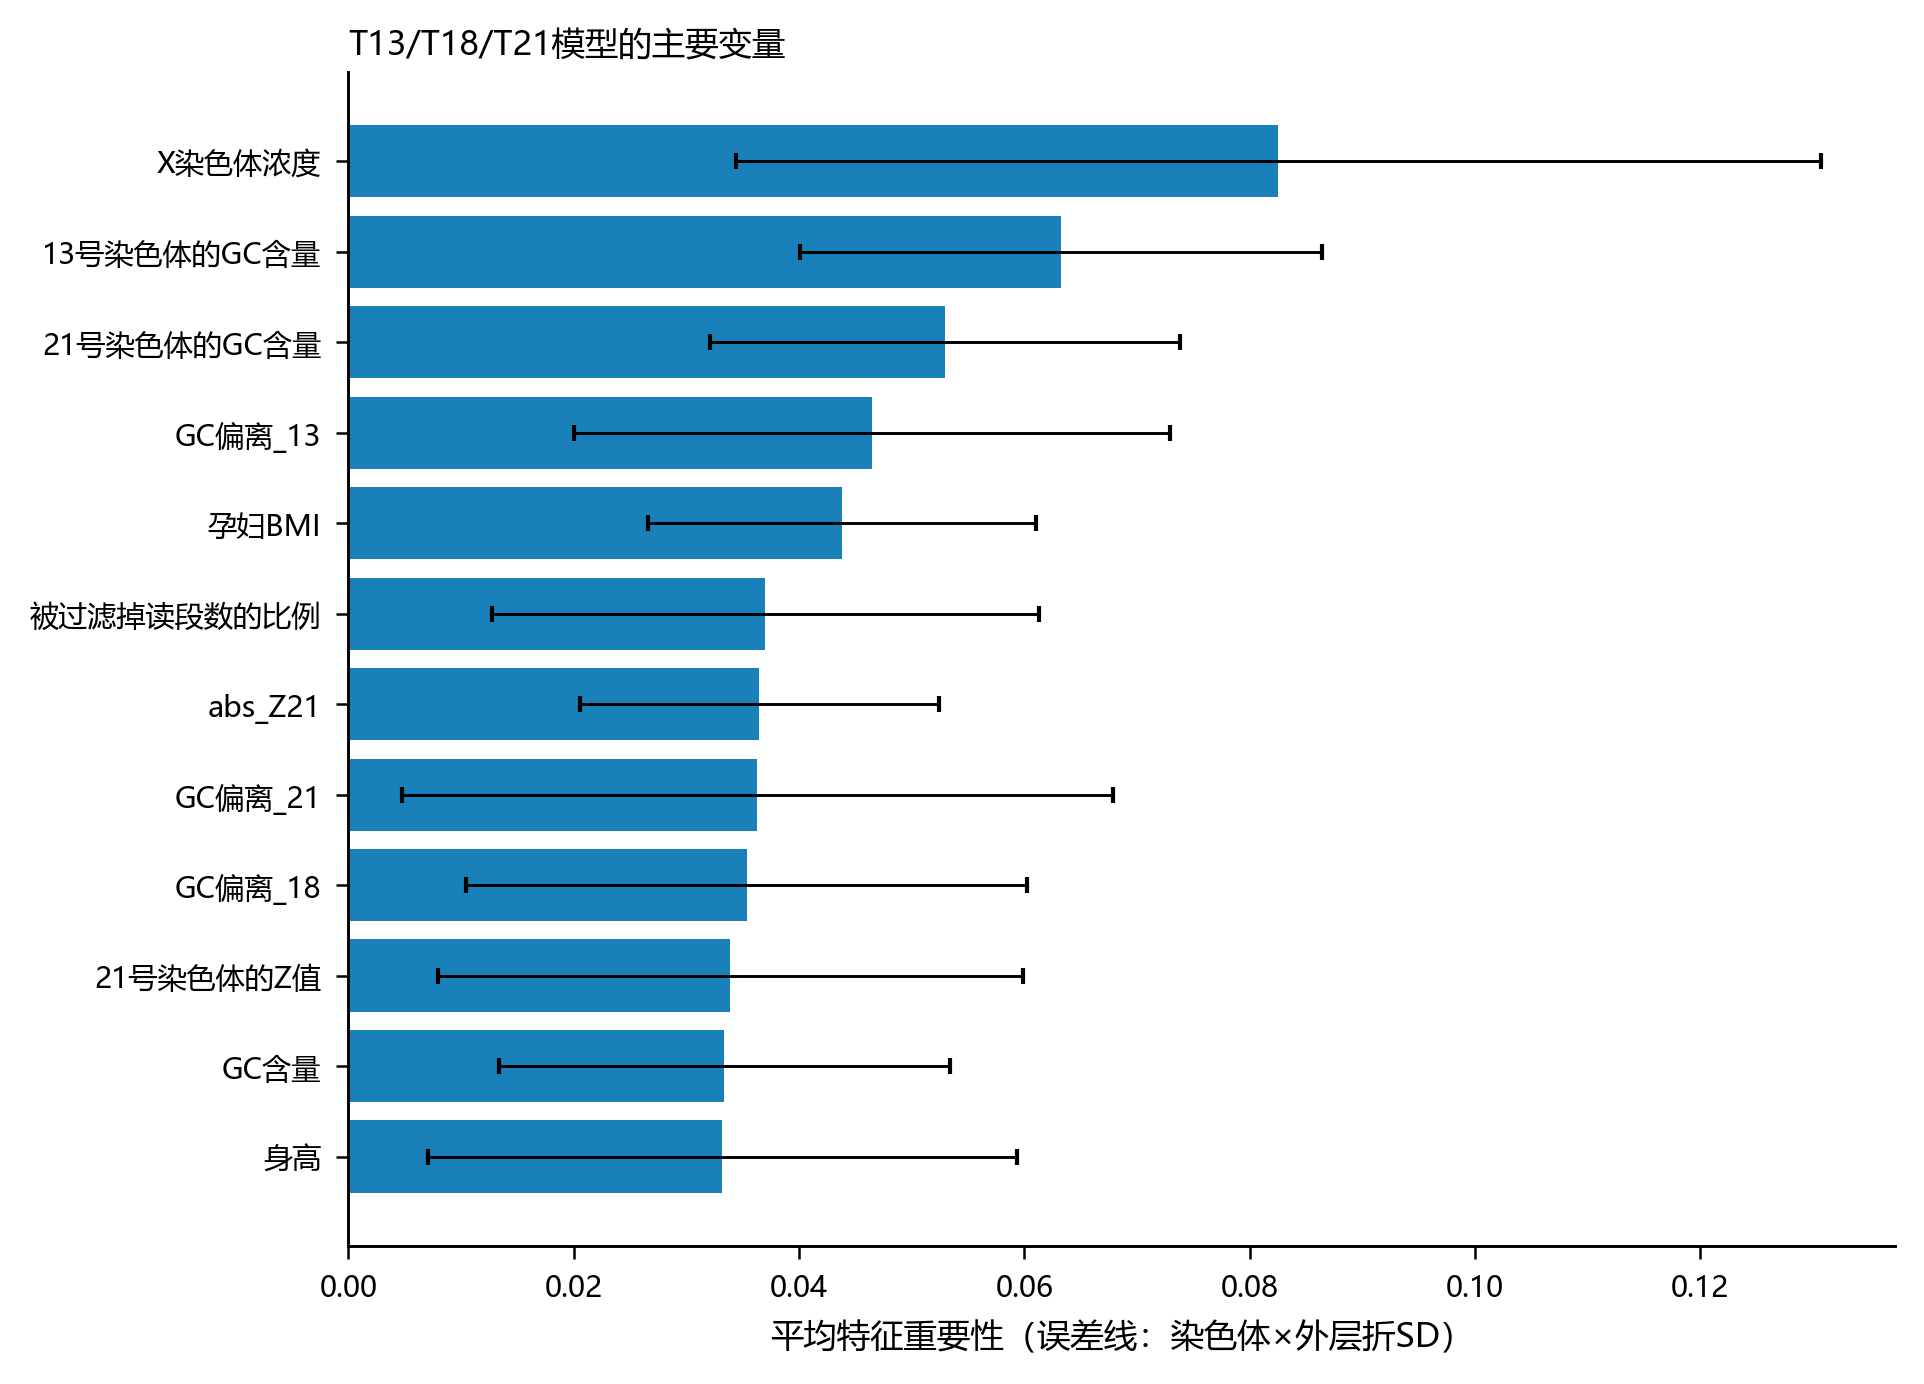 T13/T18/T21模型的主要变量
X染色体浓度
13号染色体的GC含量
21号染色体的GC含量
GC偏离_13
孕妇BMI
被过滤掉读段数的比例
abs_Z21
GC偏离_21
GC偏离_18
21号染色体的Z值
GC含量
身高
0.00 0.02 0.04 0.06 0.08 0.10 0.12
平均特征重要性（误差线：染色体×外层折SD）